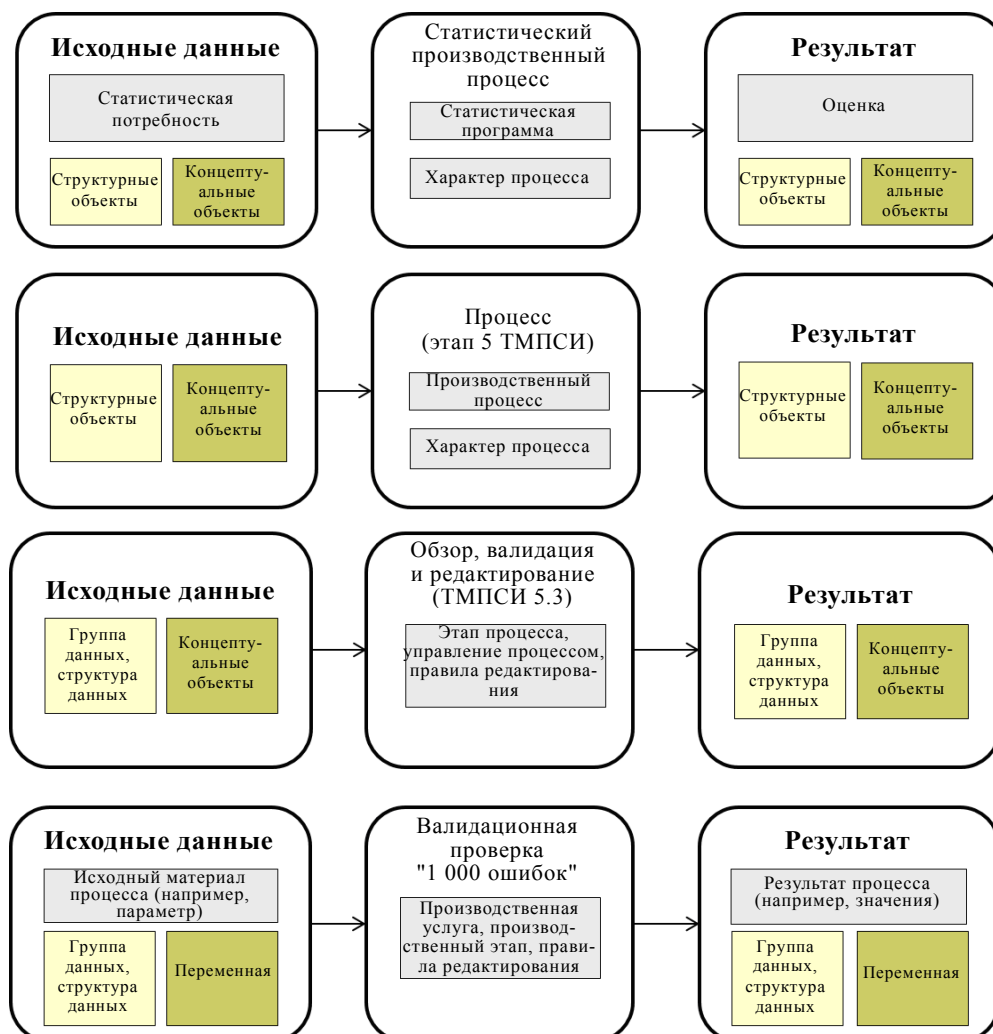 Исходные данные
Статистическая
потребность
Структурные
объекты
Концепту-
альные
объекты
Статистический
производственный
процесс
Статистическая
программа
Характер процесса
Результат
Оценка
Структурные
объекты
Концепту-
альные
объекты
Исходные данные
Структурные
объекты
Концепту-
альные
объекты
Процесс
(этап 5 ТМПСИ)
Производственный
процесс
Характер процесса
Результат
Структурные
объекты
Концепту-
альные
объекты
Исходные данные
Группа
данных,
структура
данных
Концепту-
альные
объекты
Обзор, валидация
и редактирование
(ТМПСИ 5.3)
Этап процесса,
управление процессом,
правила редактирова-
ния
Результат
Группа
данных,
структура
данных
Концепту-
альные
объекты
Исходные данные
Исходный материал
процесса (например,
параметр)
Группа
данных,
структура
данных
Переменная
Валидационная
проверка
"1 000 ошибок"
Производственная
услуга, производ-
ственный этап, прави-
ла редактирования
Результат
Результат процесса
(например, значения)
Группа
данных,
структура
данных
Переменная